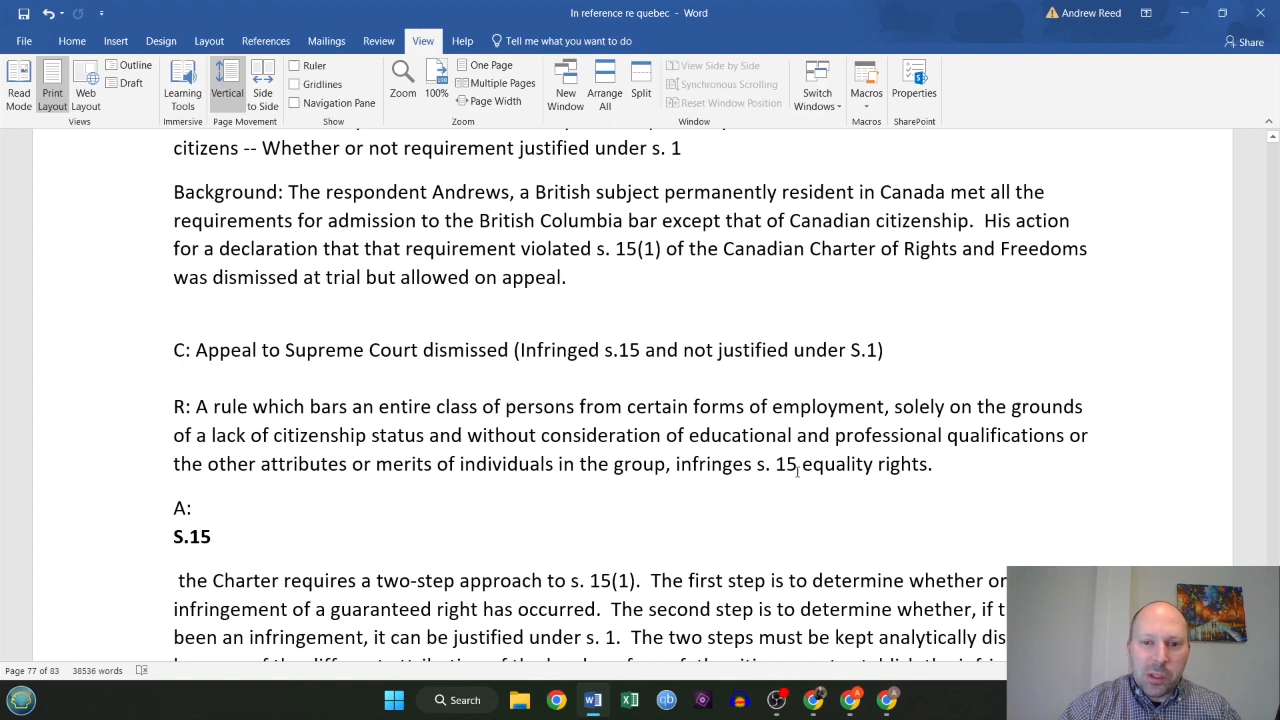 In reference re quebec - Word
Andrew Reed
File Home Insert Design Layout References Mailings Review View Help Tell me what you want to do Share
Read Mode Print Layout Web Layout Outline Draft
Learning Tools Vertical Side to Side
Ruler Gridlines Navigation Pane
Zoom 100% One Page Multiple Pages Page Width
New Window Arrange All Split
View Side by Side Synchronous Scrolling Reset Window Position
Switch Windows Macros Properties
Views Immersive Page Movement Show Zoom Window Macros SharePoint
citizens -- Whether or not requirement justified under s. 1
Background: The respondent Andrews, a British subject permanently resident in Canada met all the
requirements for admission to the British Columbia bar except that of Canadian citizenship. His action
for a declaration that that requirement violated s. 15(1) of the Canadian Charter of Rights and Freedoms
was dismissed at trial but allowed on appeal.
C: Appeal to Supreme Court dismissed (Infringed s.15 and not justified under S.1)
R: A rule which bars an entire class of persons from certain forms of employment, solely on the grounds
of a lack of citizenship status and without consideration of educational and professional qualifications or
the other attributes or merits of individuals in the group, infringes s. 15 equality rights.
A:
S.15
the Charter requires a two-step approach to s. 15(1). The first step is to determine whether or
infringement of a guaranteed right has occurred. The second step is to determine whether, if t
been an infringement, it can be justified under s. 1. The two steps must be kept analytically dis
Page 77 of 83 38536 words
Search